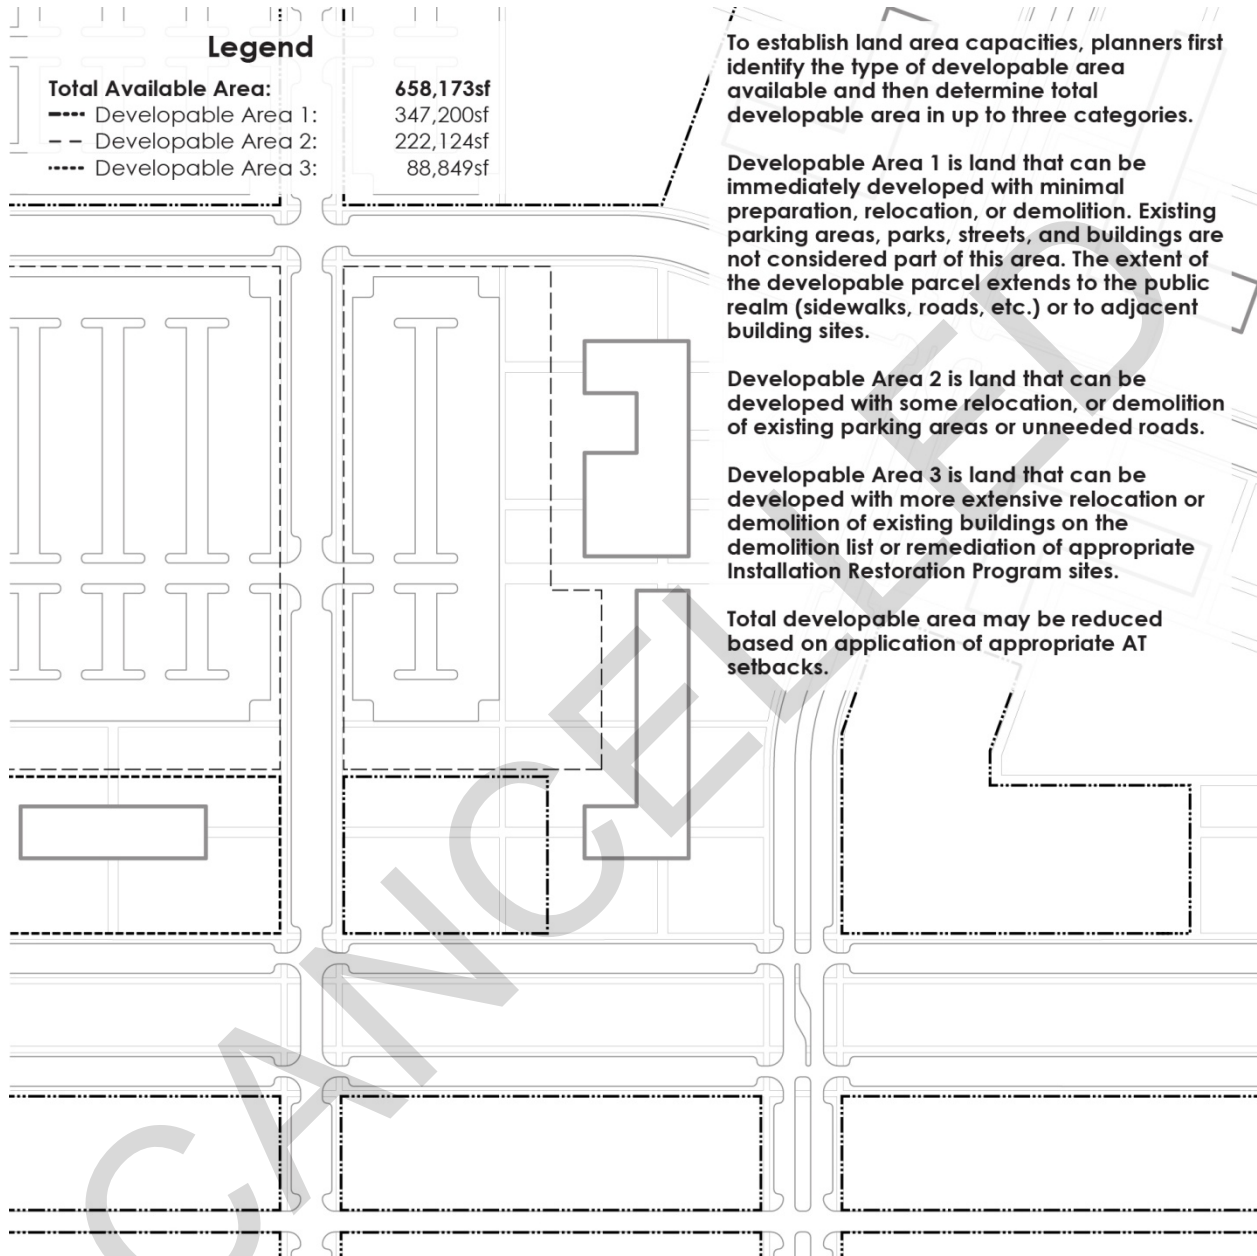 Legend
Total Available Area: 658,173sf
Developable Area 1: 347,200sf
Developable Area 2: 222,124sf
Developable Area 3: 88,849sf
To establish land area capacities, planners first
identify the type of developable area
available and then determine total
developable area in up to three categories.
Developable Area 1 is land that can be
immediately developed with minimal
preparation, relocation, or demolition. Existing
parking areas, parks, streets, and buildings are
not considered part of this area. The extent of
the developable parcel extends to the public
realm (sidewalks, roads, etc.) or to adjacent
building sites.
Developable Area 2 is land that can be
developed with some relocation, or demolition
of existing parking areas or unneeded roads.
Developable Area 3 is land that can be
developed with more extensive relocation or
demolition of existing buildings on the
demolition list or remediation of appropriate
Installation Restoration Program sites.
Total developable area may be reduced
based on application of appropriate AT
setbacks.
CANCELLED